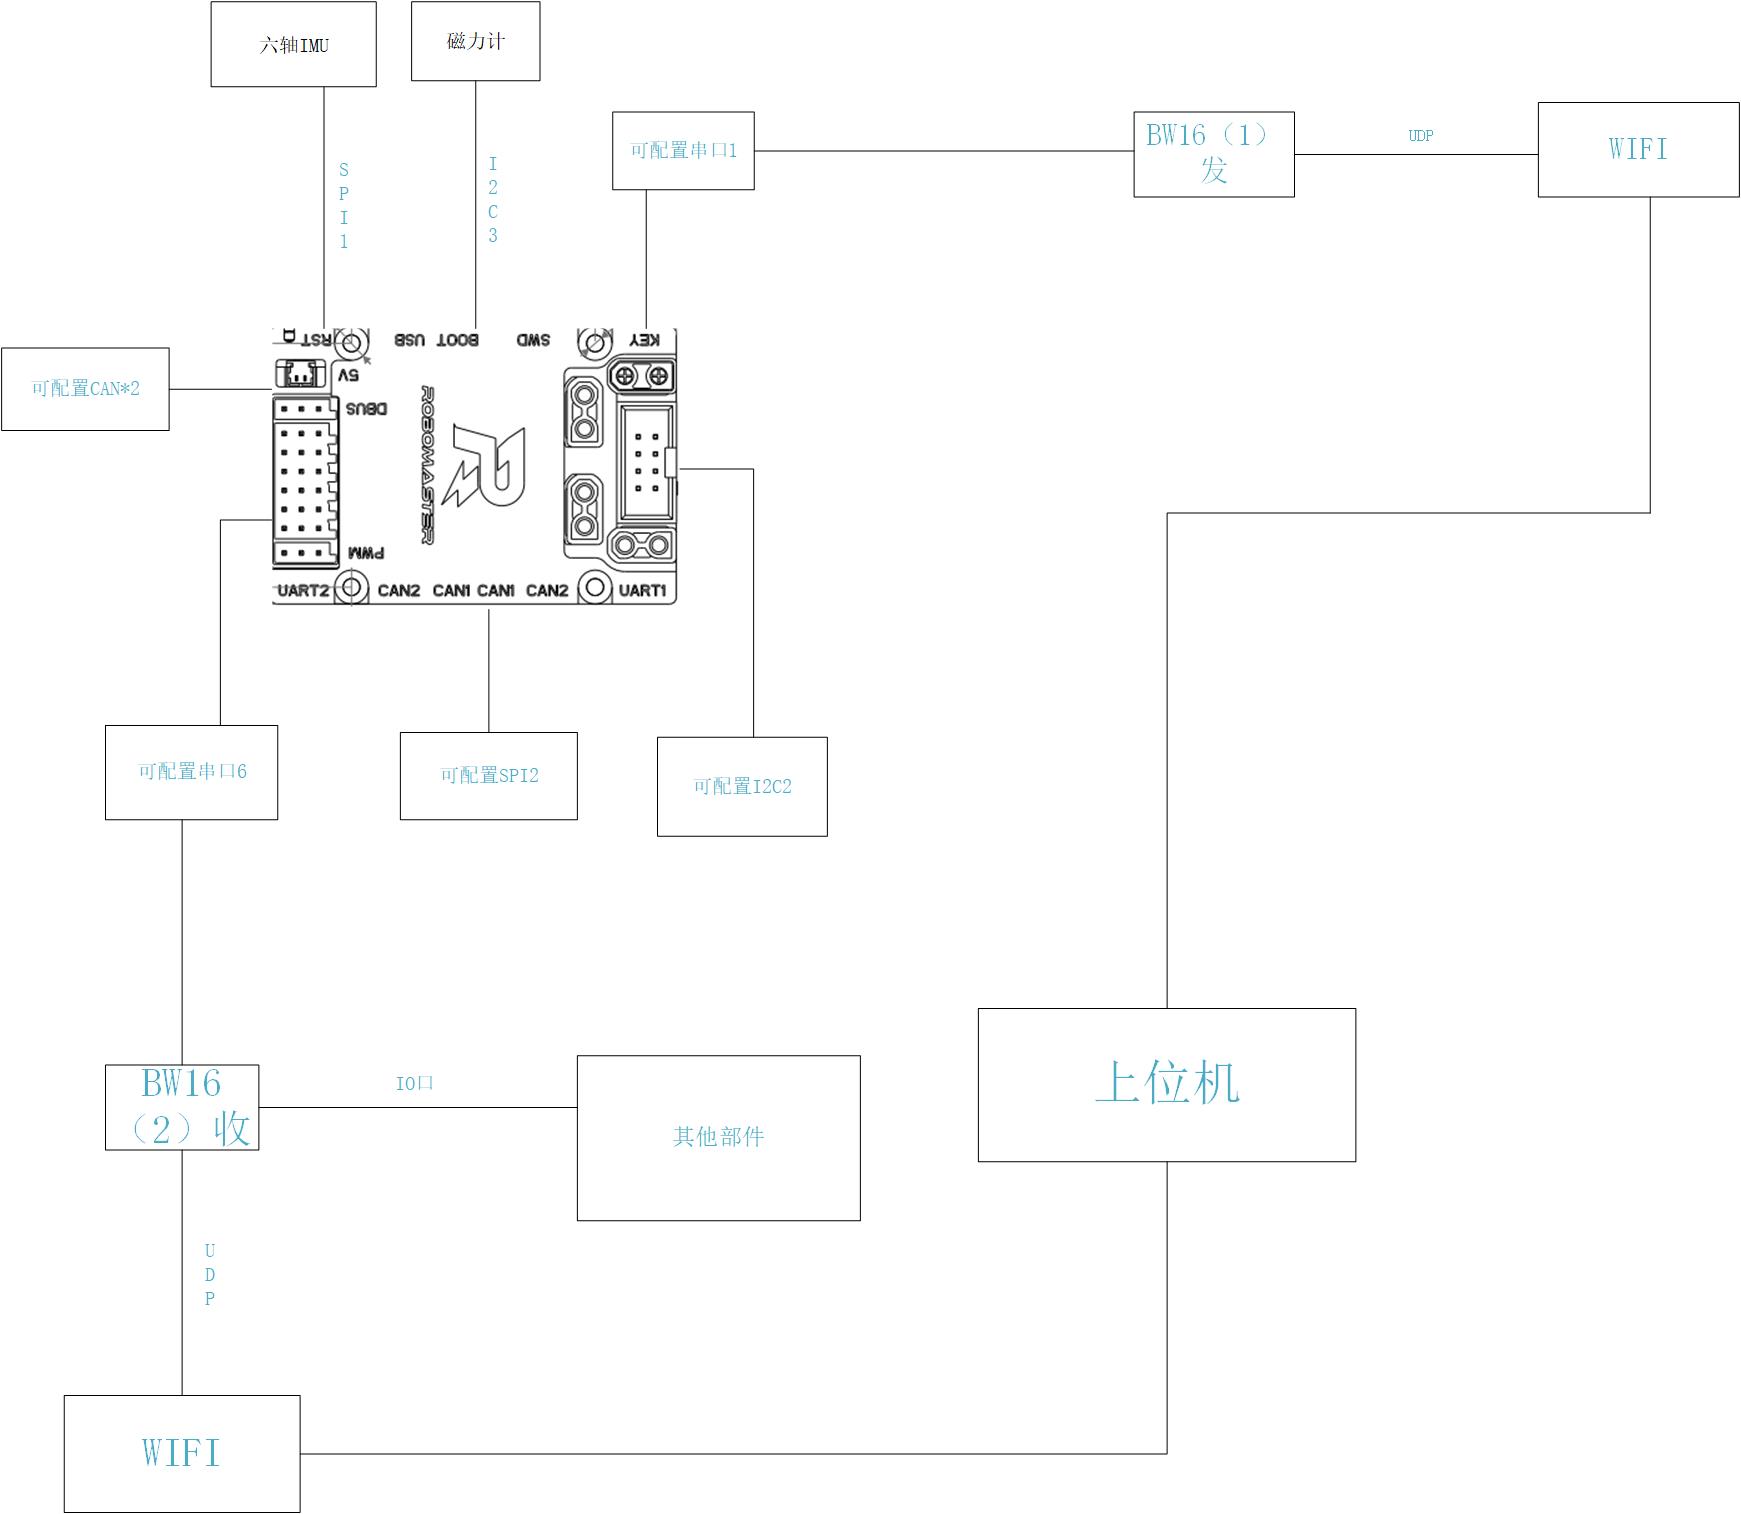 六轴IMU
磁力计
SPI1
I2C3
可配置串口1
BW16（1）
发
UDP
WIFI
可配置CAN*2
RST
USB
BOOT
SWD
KEY
5V
DBUS
ROBOMASTER
PWM
UART2
CAN2
CAN1
CAN1
CAN2
UART1
可配置串口6
可配置SPI2
可配置I2C2
BW16
（2）收
IO口
其他部件
上位机
UDP
WIFI